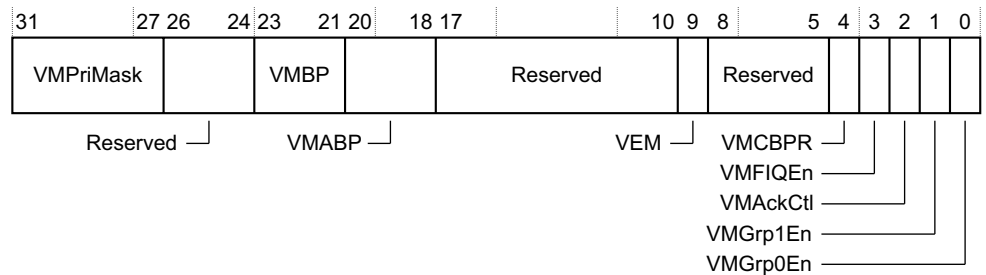 31 27 26 24 23 21 20 18 17 10 9 8 5 4 3 2 1 0
VMPriMask VMBP Reserved Reserved
Reserved VMABP VEM VMCBPR
VMFIQEn
VMAckCtl
VMGrp1En
VMGrp0En